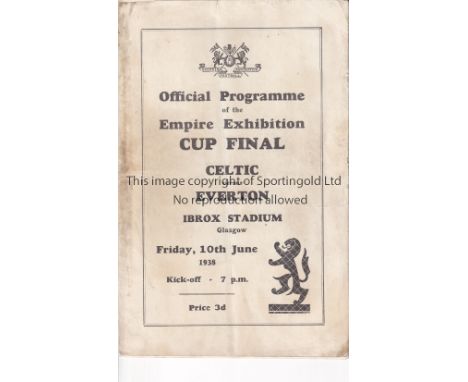 Official Programme
of the
Empire Exhibition
CUP FINAL
CELTIC
This image copyright of Sportingold Ltd
EVERTON
No reproduction allowed
IBROX STADIUM
Glasgow
Friday, 10th June
1938
Kick-off - 7 p.m.
Price 3d